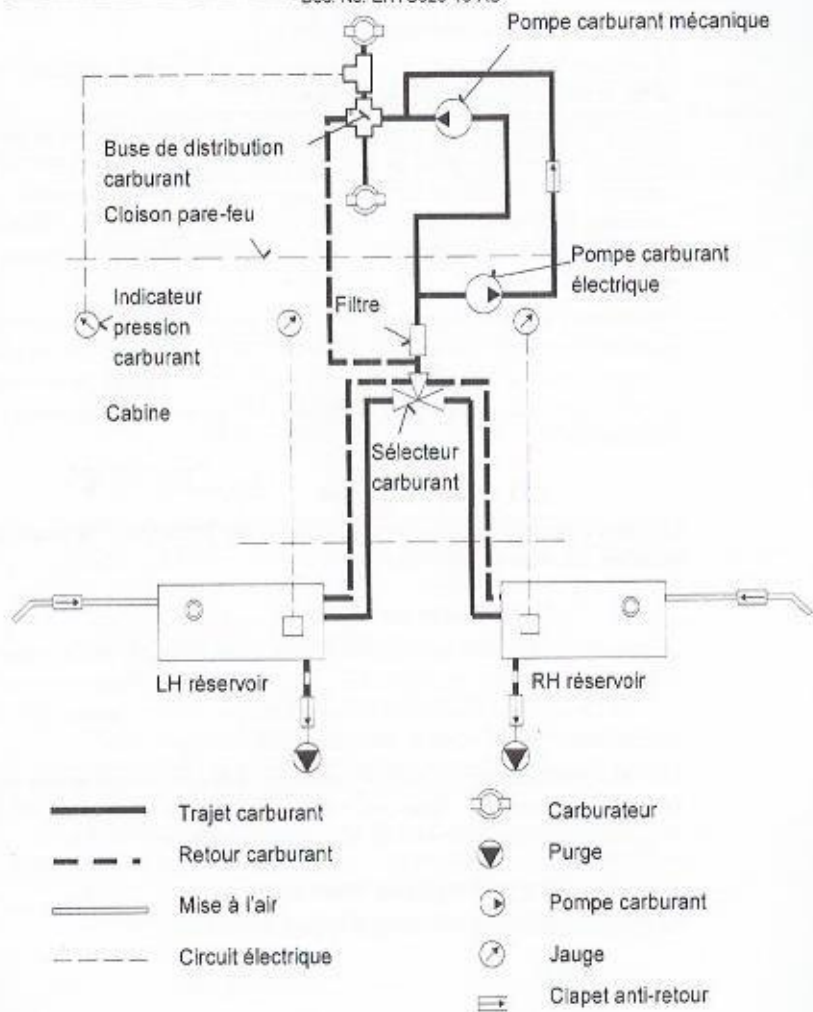 Pompe carburant mécanique
Buse de distribution
carburant
Cloison pare-feu
Pompe carburant
électrique
Indicateur
pression
carburant
Filtre
Cabine
Sélecteur
carburant
LH réservoir
RH réservoir
Trajet carburant
Carburateur
Retour carburant
Purge
Mise à l'air
Pompe carburant
Circuit électrique
Jauge
Clapet anti-retour